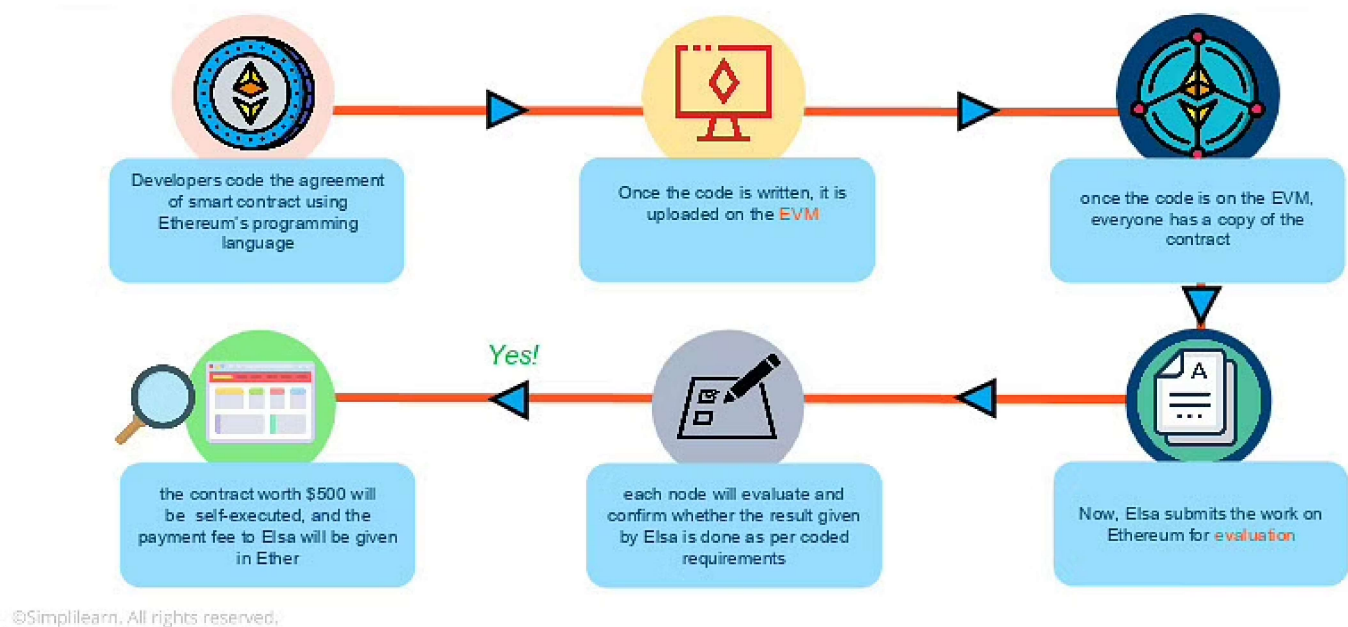 Developers code the agreement
of smart contract using
Ethereum's programming
language
Once the code is written, it is
uploaded on the EVM
once the code is on the EVM,
everyone has a copy of the
contract
A
Now, Elsa submits the work on
Ethereum for evaluation
each node will evaluate and
confirm whether the result given
by Elsa is done as per coded
requirements
Yes!
the contract worth $500 will
be self-executed, and the
payment fee to Elsa will be given
in Ether
©Simplilearn. All rights reserved.